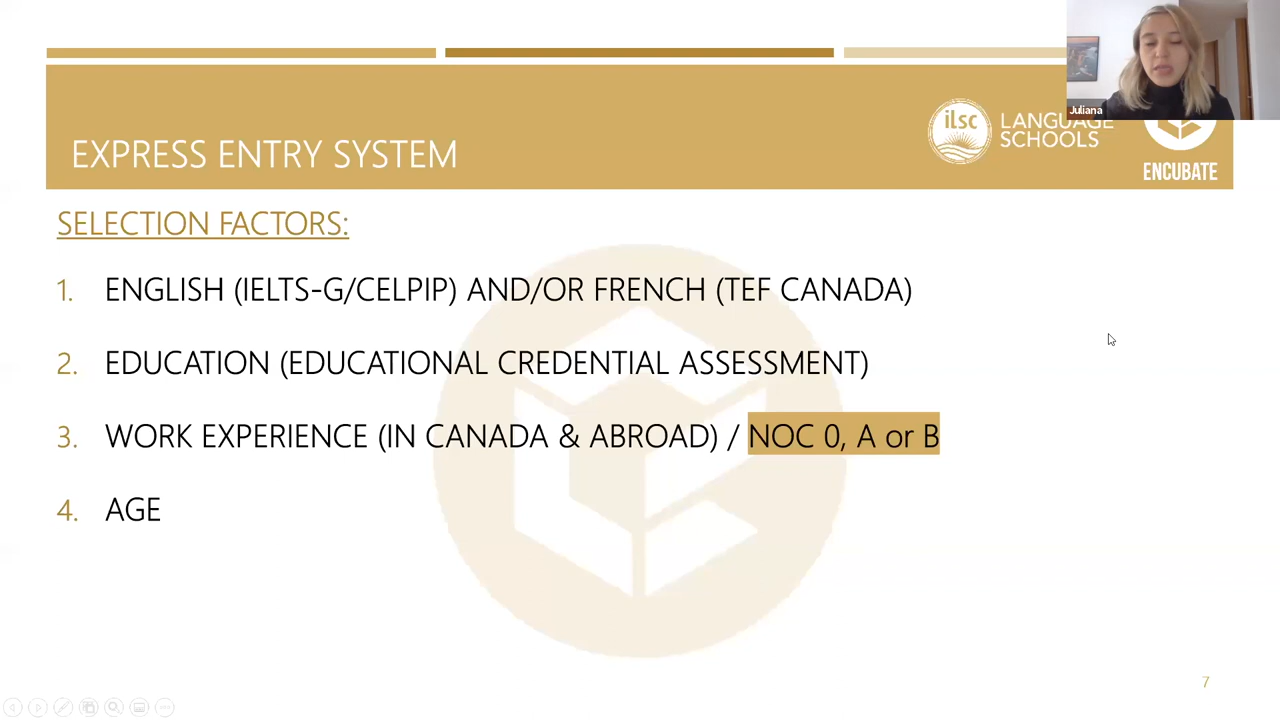 Juliana
ilsc
LANGUAGE
SCHOOLS
ENCUBATE
EXPRESS ENTRY SYSTEM
SELECTION FACTORS:
1. ENGLISH (IELTS-G/CELPIP) AND/OR FRENCH (TEF CANADA)
2. EDUCATION (EDUCATIONAL CREDENTIAL ASSESSMENT)
3. WORK EXPERIENCE (IN CANADA & ABROAD) / NOC 0, A or B
4. AGE
7